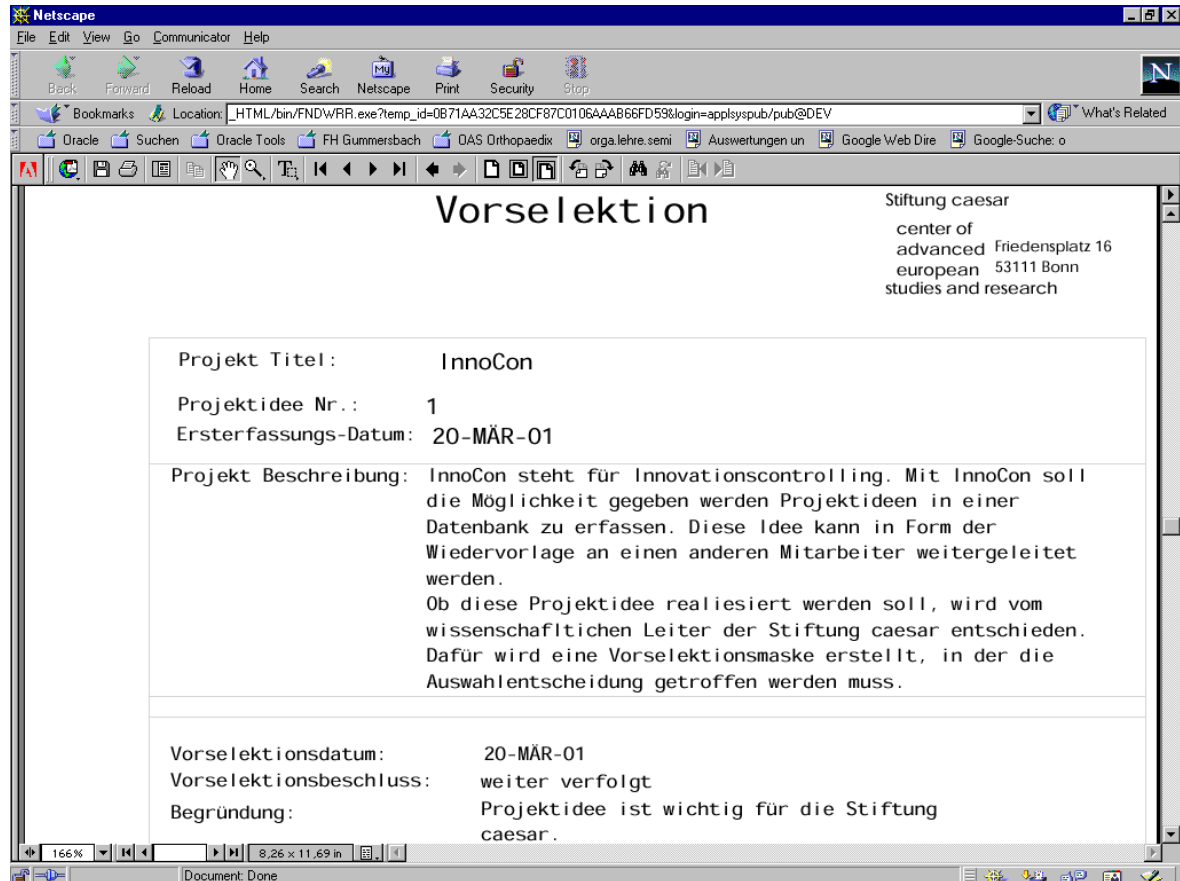 Netscape
File Edit View Go Communicator Help
Back Forward Reload Home Search Netscape Print Security Stop
My
N
Bookmarks Location: _HTML/bin/FNDWRR.exe?temp_id=0B71AA32C5E28CF87C0106AAAB66FD59&login=applsyspub/pub@DEV What's Related
Oracle Suchen Oracle Tools FH Gummersbach OAS Orthopaedix orga.lehre.semi Auswertungen un Google Web Dire Google-Suche: o
Vorselektion
Stiftung caesar
center of
advanced Friedensplatz 16
european 53111 Bonn
studies and research
Projekt Titel: InnoCon
Projektidee Nr.: 1
Ersterfassungs-Datum: 20-MÄR-01
Projekt Beschreibung: InnoCon steht für Innovationscontrolling. Mit InnoCon soll
die Möglichkeit gegeben werden Projektideen in einer
Datenbank zu erfassen. Diese Idee kann in Form der
Wiedervorlage an einen anderen Mitarbeiter weitergeleitet
werden.
Ob diese Projektidee realiesiert werden soll, wird vom
wissenschafltichen Leiter der Stiftung caesar entschieden.
Dafür wird eine Vorselektionsmaske erstellt, in der die
Auswahlentscheidung getroffen werden muss.
Vorselektionsdatum: 20-MÄR-01
Vorselektionsbeschluss: weiter verfolgt
Begründung: Projektidee ist wichtig für die Stiftung
caesar.
166% 8,26 x 11,69 in
Document: Done